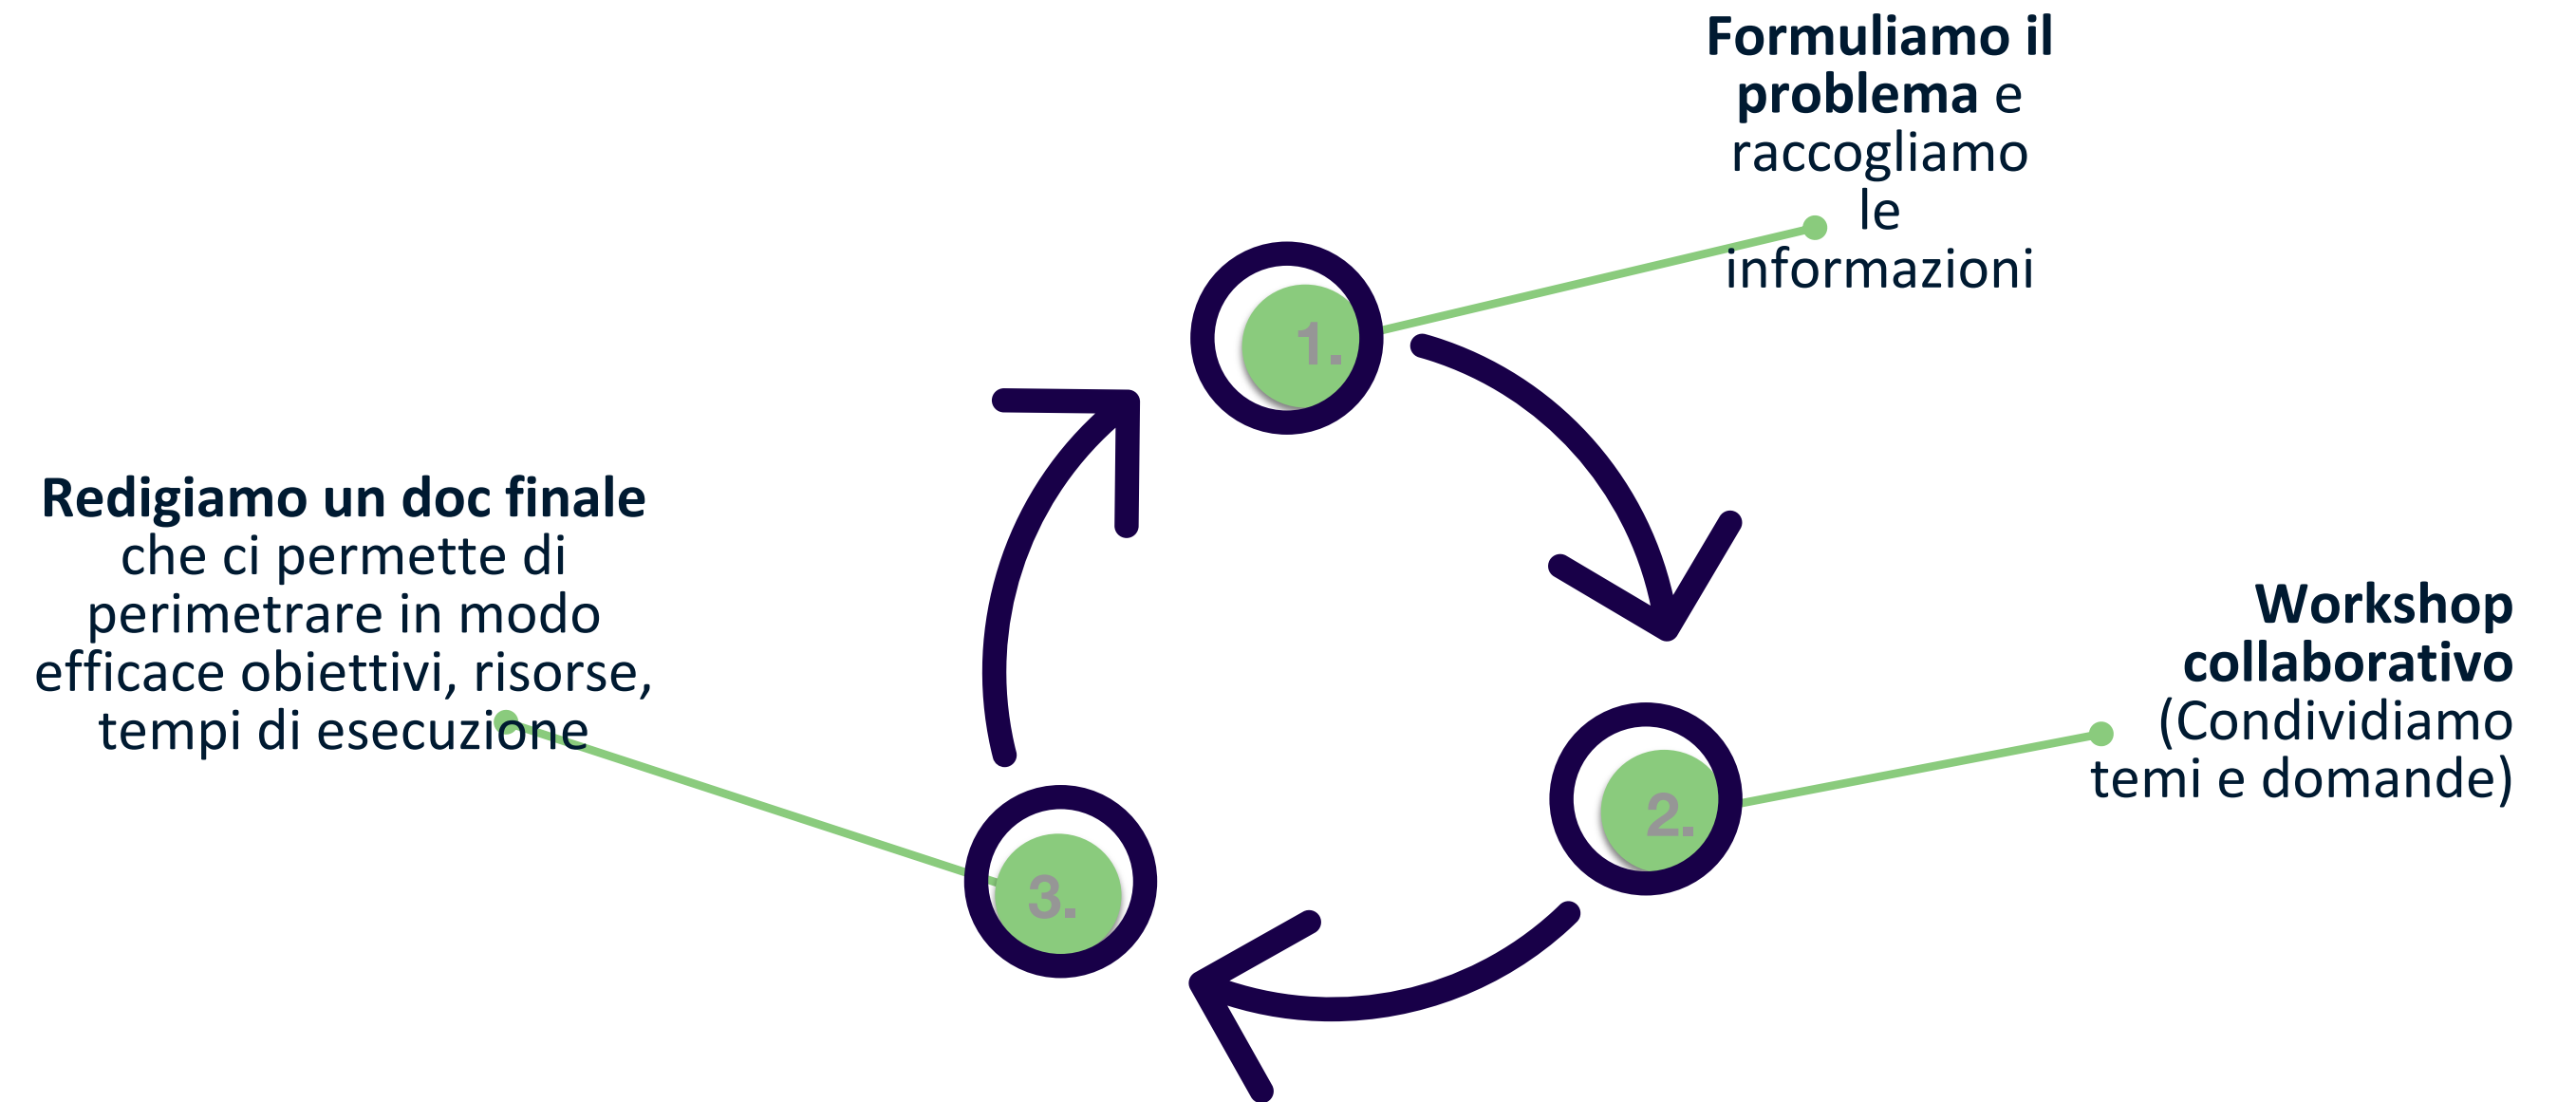 Formuliamo il
problema e
raccogliamo
le
informazioni
1.
Workshop
collaborativo
(Condividiamo
temi e domande)
2.
Redigiamo un doc finale
che ci permette di
perimetrare in modo
efficace obiettivi, risorse,
tempi di esecuzione
3.